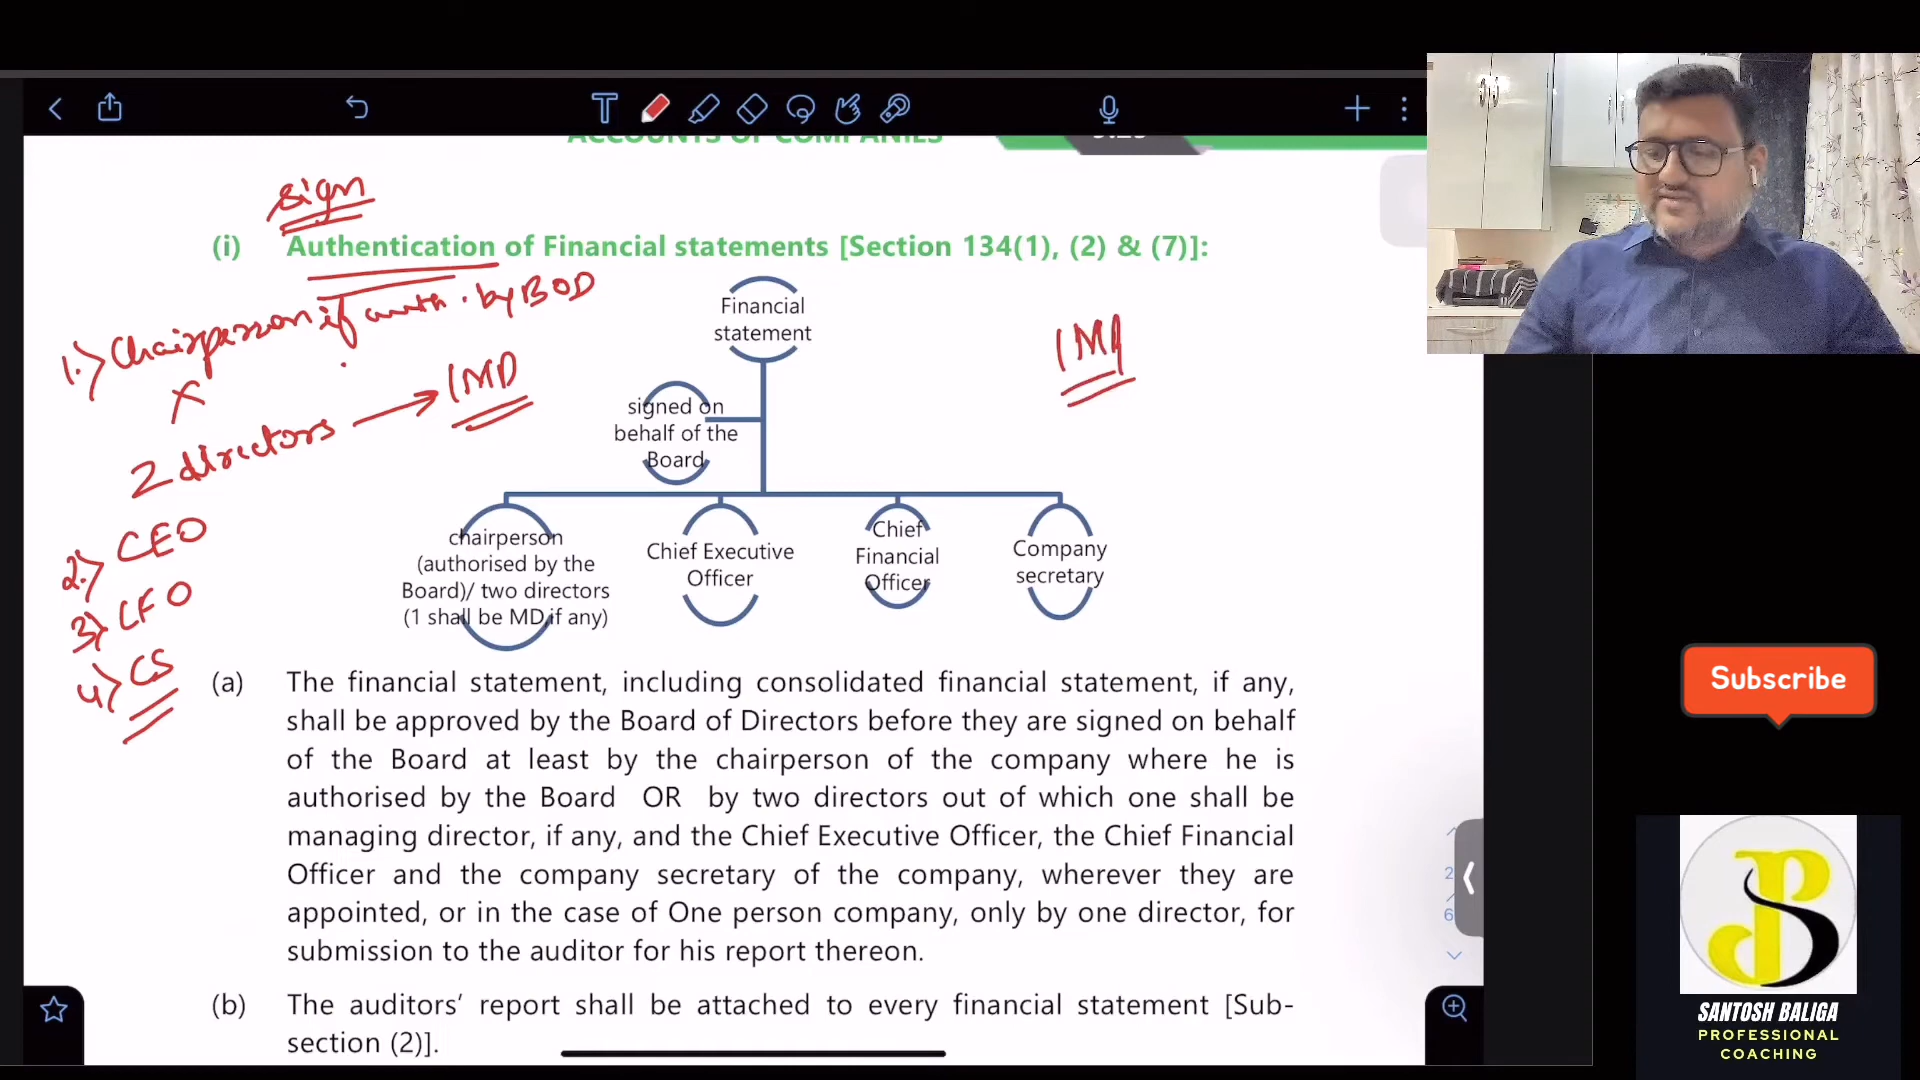 ACCOUNTS OF COMPANIES
sign
(i) Authentication of Financial statements [Section 134(1), (2) & (7)]:
1.) Chairperson if auth. by BOD
X
2 directors → 1MD
1MD
2.) CEO
3) CFO
4) CS
Financial
statement
signed on
behalf of the
Board
chairperson
(authorised by the
Board)/ two directors
(1 shall be MD,if any)
Chief Executive
Officer
Chief
Financial
Officer
Company
secretary
(a) The financial statement, including consolidated financial statement, if any,
shall be approved by the Board of Directors before they are signed on behalf
of the Board at least by the chairperson of the company where he is
authorised by the Board OR by two directors out of which one shall be
managing director, if any, and the Chief Executive Officer, the Chief Financial
Officer and the company secretary of the company, wherever they are
appointed, or in the case of One person company, only by one director, for
submission to the auditor for his report thereon.
(b) The auditors’ report shall be attached to every financial statement [Sub-
section (2)].
2
6
Subscribe
SANTOSH BALIGA
PROFESSIONAL
COACHING